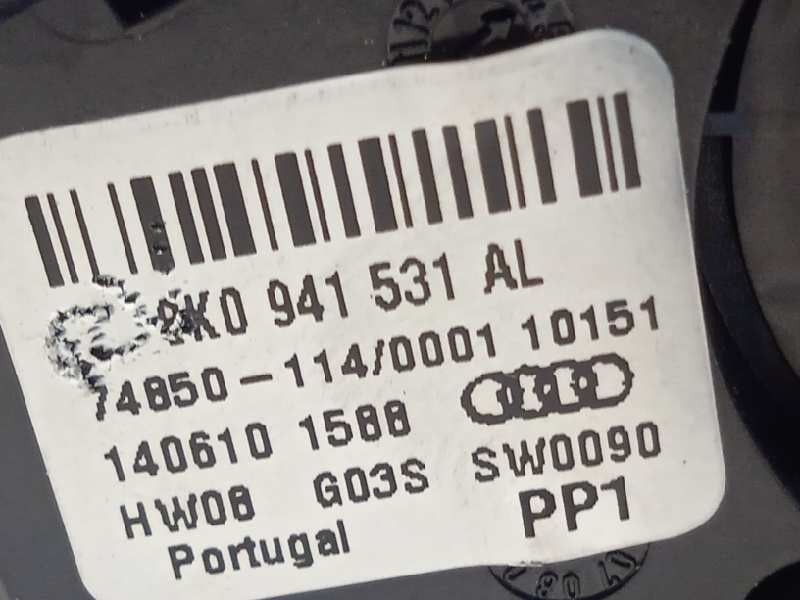 8K0 941 531 AL
74850-114/0001 10151
140610 1588
HW08 G03S SW0090
Portugal PP1